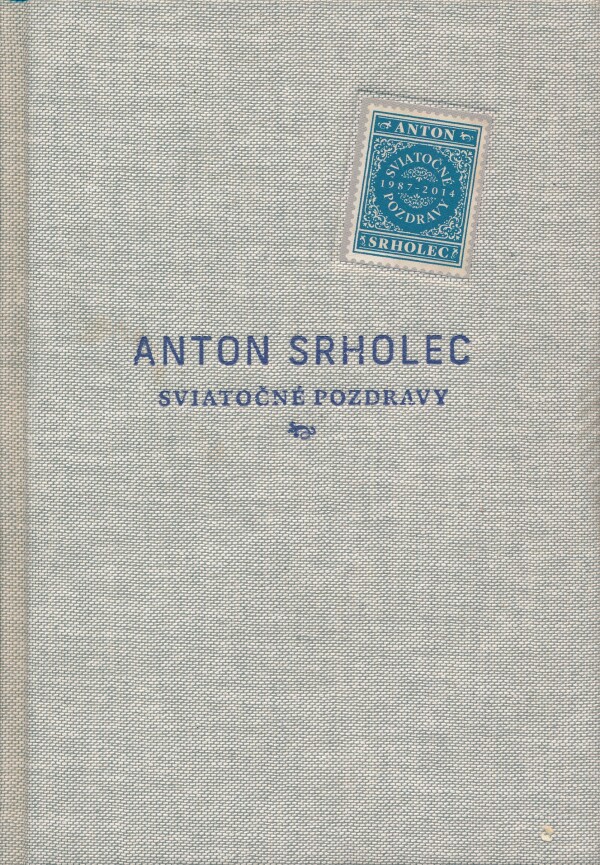 ANTON
SVIATOČNÉ
1987-2014
POZDRAVY
SRHOLEC
ANTON SRHOLEC
SVIATOČNÉ POZDRAVY